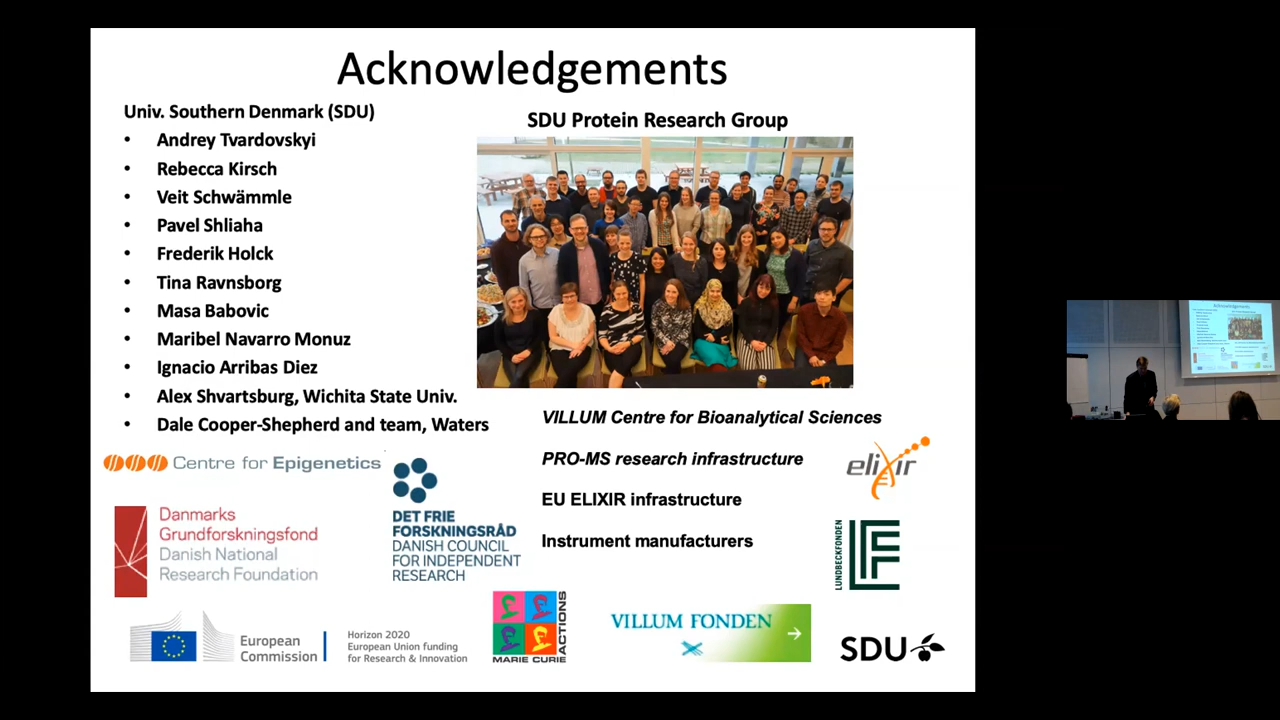 Acknowledgements
Univ. Southern Denmark (SDU)
• Andrey Tvardovskyi
• Rebecca Kirsch
• Veit Schwämmle
• Pavel Shliaha
• Frederik Holck
• Tina Ravnsborg
• Masa Babovic
• Maribel Navarro Monuz
• Ignacio Arribas Diez
• Alex Shvartsburg, Wichita State Univ.
• Dale Cooper-Shepherd and team, Waters
SDU Protein Research Group
VILLUM Centre for Bioanalytical Sciences
PRO-MS research infrastructure
EU ELIXIR infrastructure
Instrument manufacturers
Centre for Epigenetics
elixir
Danmarks
Grundforskningsfond
Danish National
Research Foundation
DET FRIE
FORSKNINGSRÅD
DANISH COUNCIL
FOR INDEPENDENT
RESEARCH
LUNDBECKFONDEN
LF
European
Commission
Horizon 2020
European Union funding
for Research & Innovation
MARIE CURIE
ACTIONS
VILLUM FONDEN
SDU
Acknowledgements